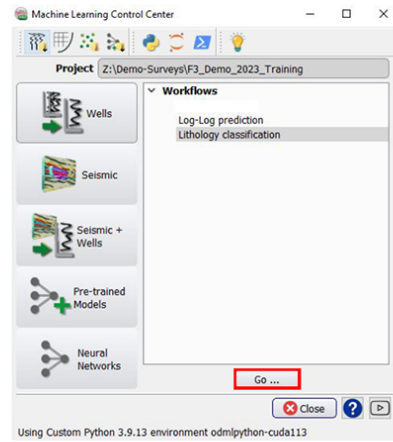 Machine Learning Control Center
Project Z:\Demo-Surveys\F3_Demo_2023_Training
Wells
Seismic
Seismic +
Wells
Pre-trained
Models
Neural
Networks
Workflows
Log-Log prediction
Lithology classification
Go ...
Close
Using Custom Python 3.9.13 environment odmlpython-cuda113